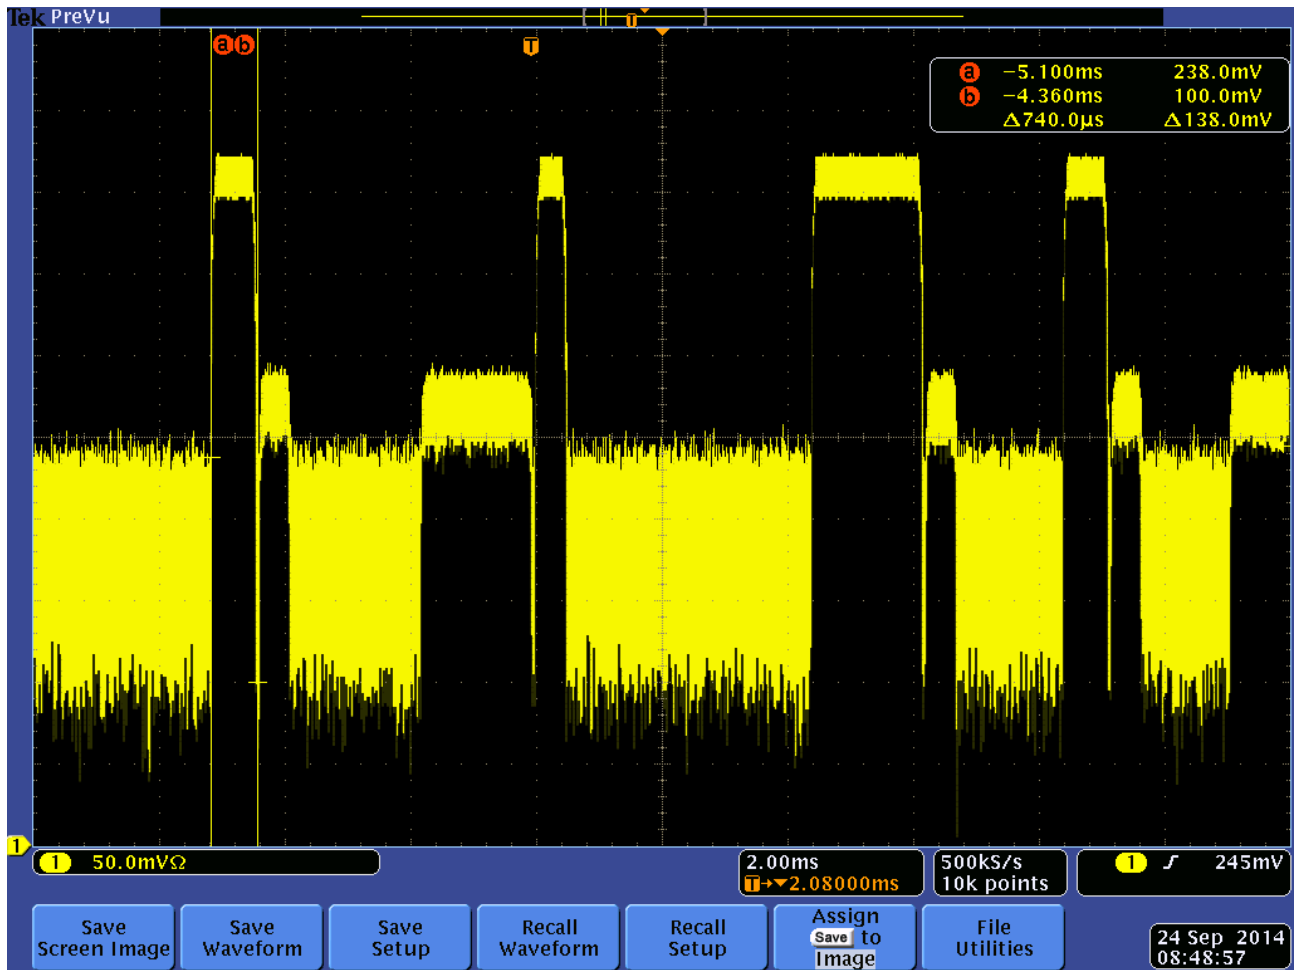 Tek PreVu
T
a b
T
a −5.100ms 238.0mV
b −4.360ms 100.0mV
Δ740.0µs Δ138.0mV
1
1 50.0mVΩ
2.00ms
T→▼2.08000ms
500kS/s
10k points
1 ʃ 245mV
Save
Screen Image
Save
Waveform
Save
Setup
Recall
Waveform
Recall
Setup
Assign
Save to
Image
File
Utilities
24 Sep 2014
08:48:57